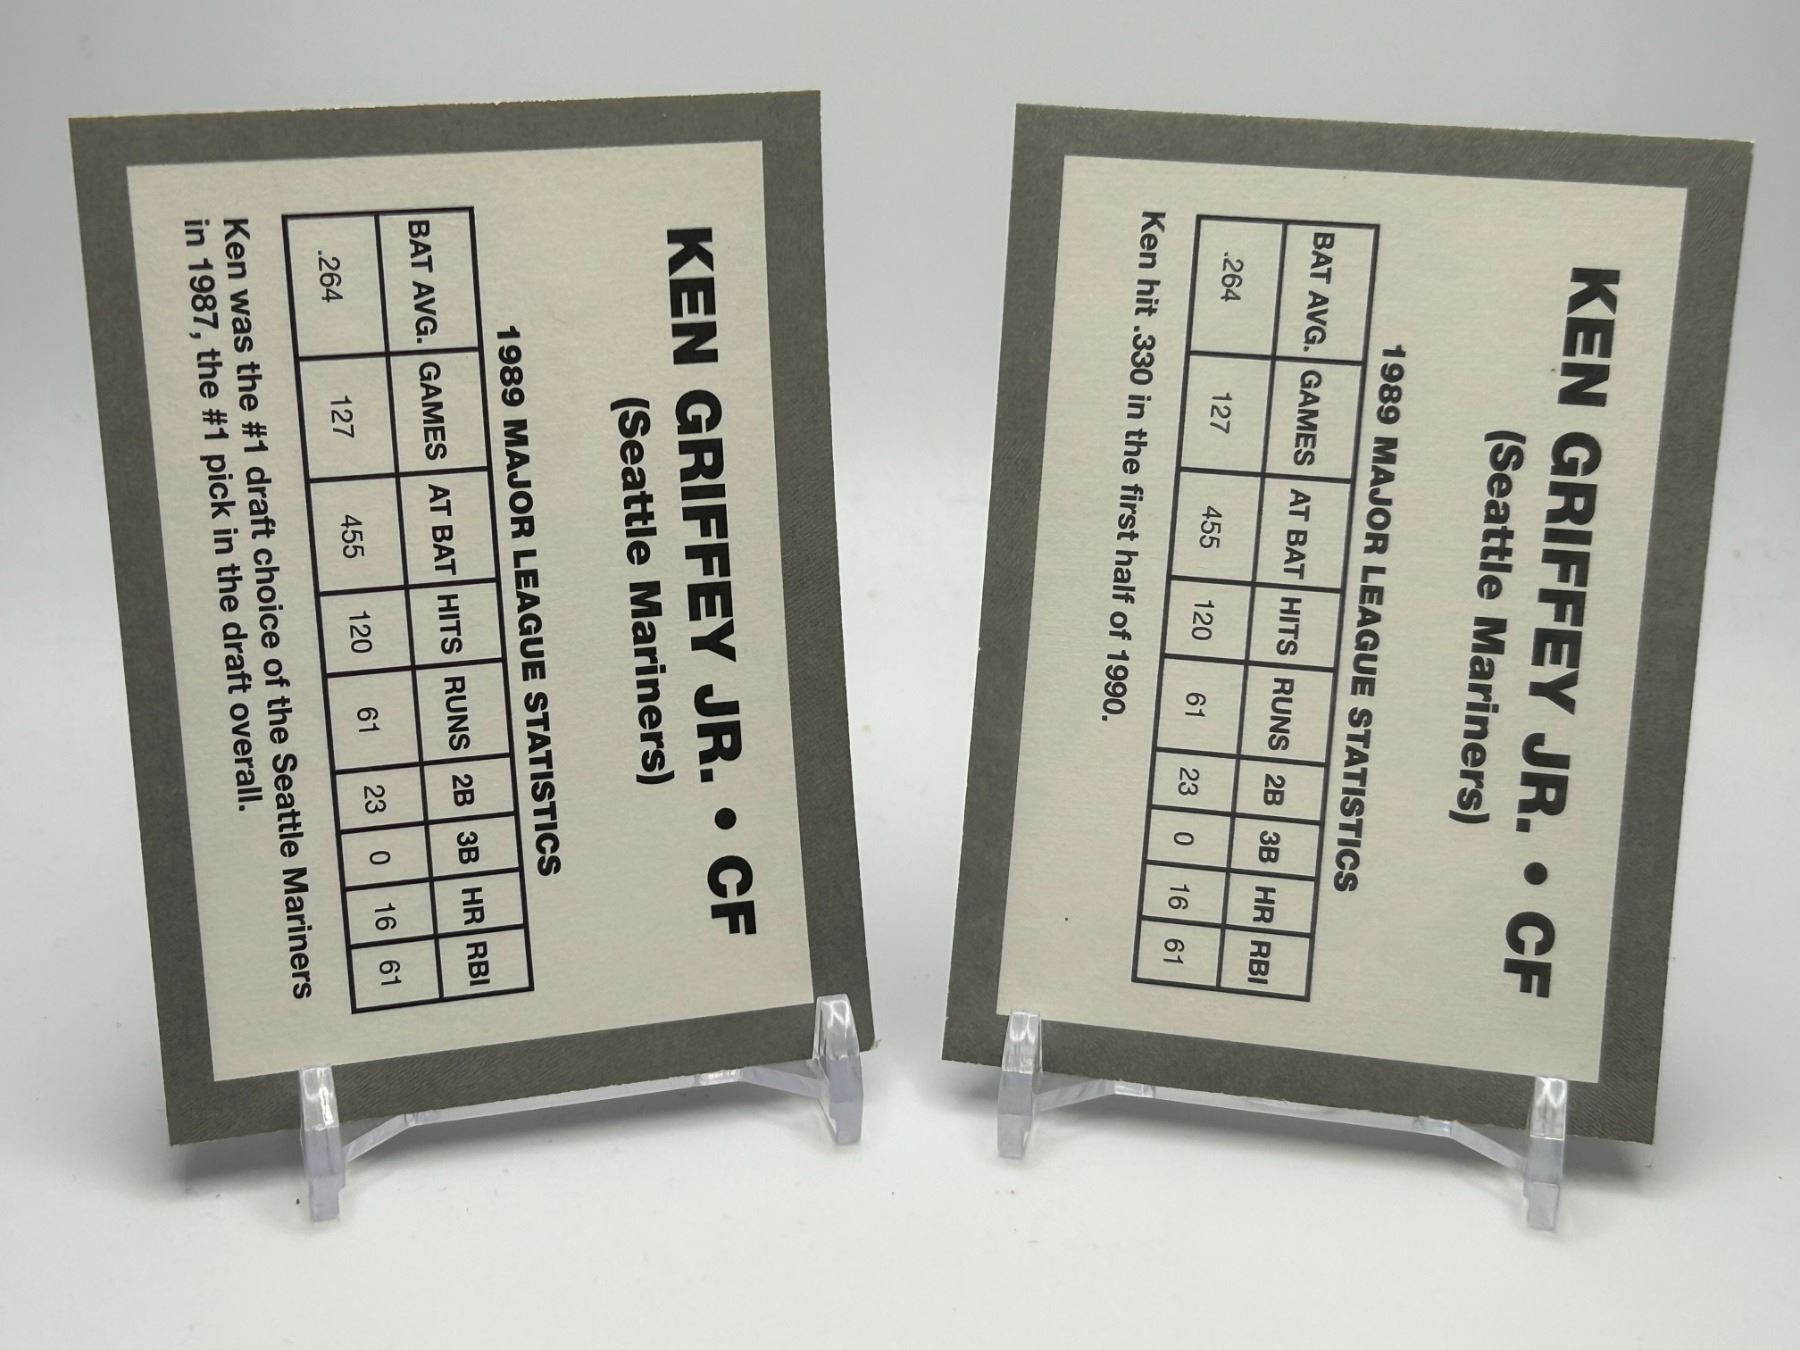 KEN GRIFFEY JR. • CF
(Seattle Mariners)
1989 MAJOR LEAGUE STATISTICS
BAT AVG. GAMES AT BAT HITS RUNS 2B 3B HR RBI
.264 127 455 120 61 23 0 16 61
Ken was the #1 draft choice of the Seattle Mariners
in 1987, the #1 pick in the draft overall.
KEN GRIFFEY JR. • CF
(Seattle Mariners)
1989 MAJOR LEAGUE STATISTICS
BAT AVG. GAMES AT BAT HITS RUNS 2B 3B HR RBI
.264 127 455 120 61 23 0 16 61
Ken hit .330 in the first half of 1990.